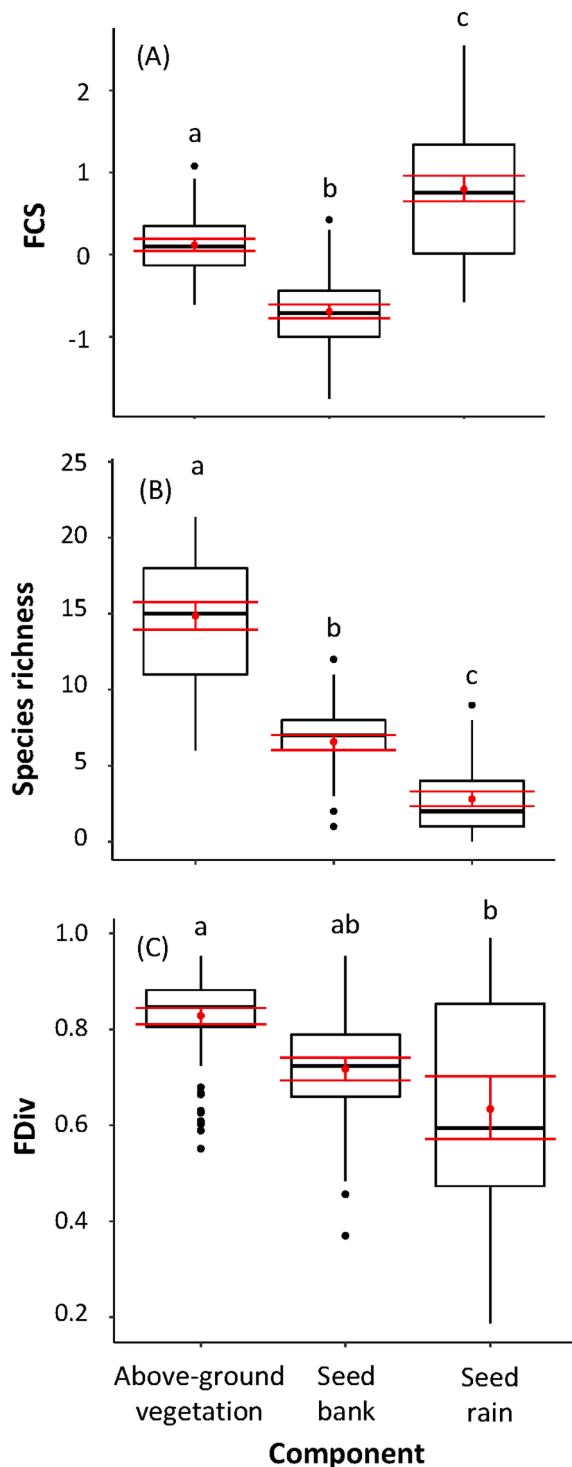 (A)
a
b
c
FCS
2
1
0
-1
(B)
a
b
c
Species richness
25
20
15
10
5
0
(C)
a
ab
b
FDiv
1.0
0.8
0.6
0.4
0.2
Above-ground
vegetation
Seed
bank
Seed
rain
Component